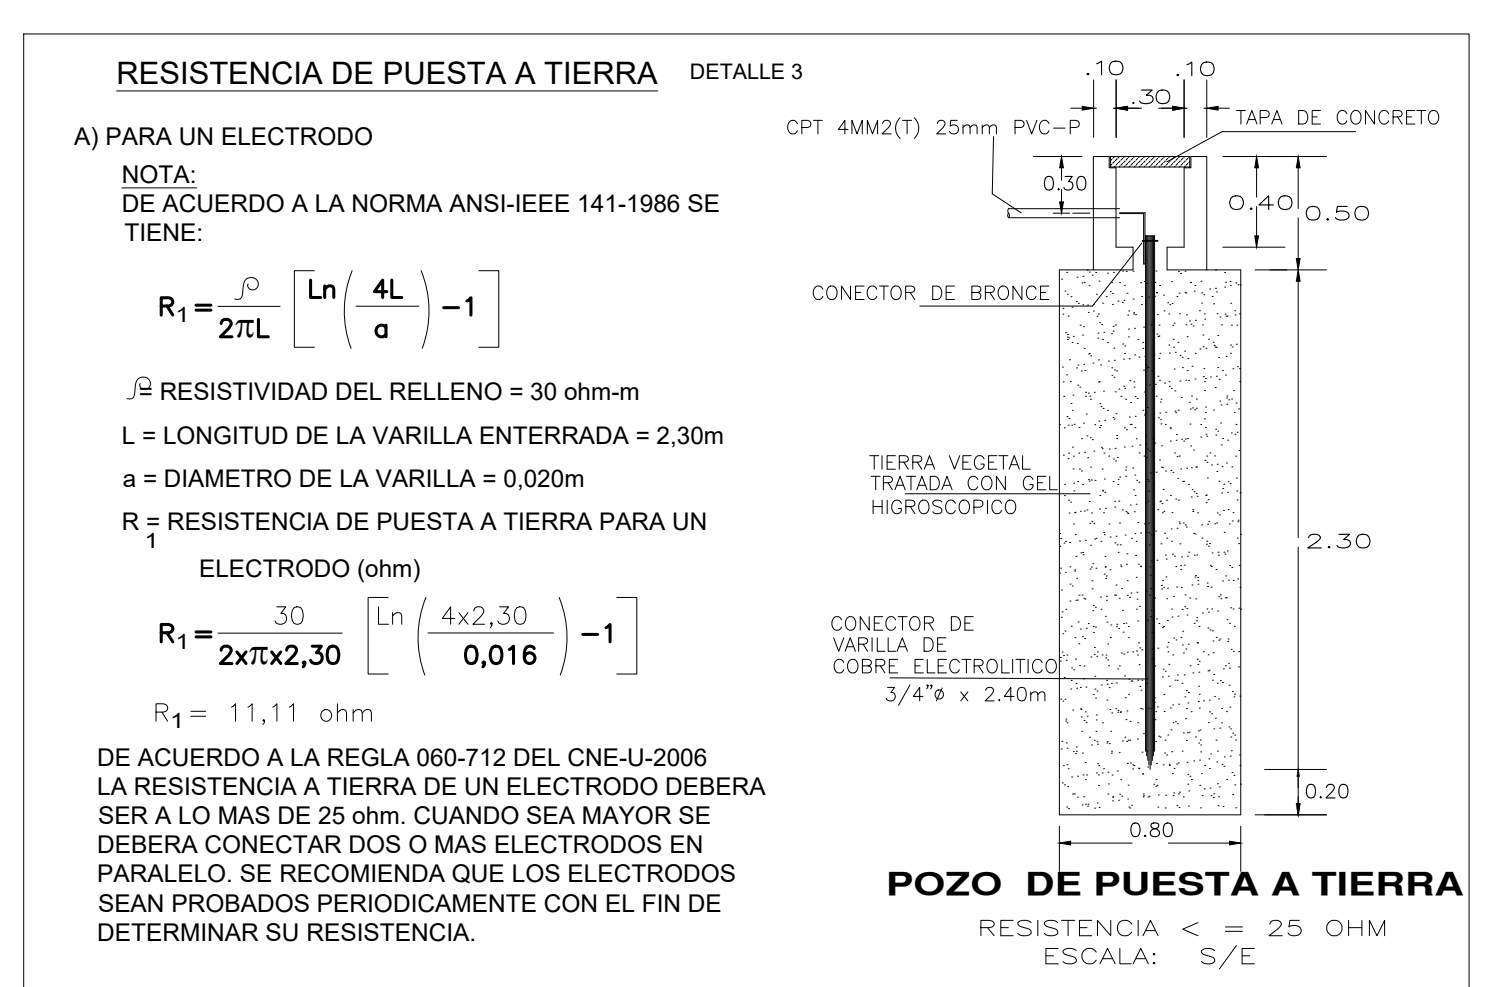 RESISTENCIA DE PUESTA A TIERRA DETALLE 3
A) PARA UN ELECTRODO
NOTA:
DE ACUERDO A LA NORMA ANSI-IEEE 141-1986 SE
TIENE:
R1 = ρ / 2πL [ Ln ( 4L / a ) −1 ]
ρ = RESISTIVIDAD DEL RELLENO = 30 ohm-m
L = LONGITUD DE LA VARILLA ENTERRADA = 2,30m
a = DIAMETRO DE LA VARILLA = 0,020m
R1 = RESISTENCIA DE PUESTA A TIERRA PARA UN
ELECTRODO (ohm)
R1 = 30 / 2xπx2,30 [ Ln ( 4x2,30 / 0,016 ) −1 ]
R1 = 11,11 ohm
DE ACUERDO A LA REGLA 060-712 DEL CNE-U-2006
LA RESISTENCIA A TIERRA DE UN ELECTRODO DEBERA
SER A LO MAS DE 25 ohm. CUANDO SEA MAYOR SE
DEBERA CONECTAR DOS O MAS ELECTRODOS EN
PARALELO. SE RECOMIENDA QUE LOS ELECTRODOS
SEAN PROBADOS PERIODICAMENTE CON EL FIN DE
DETERMINAR SU RESISTENCIA.
.10 .10
.30
TAPA DE CONCRETO
CPT 4MM2(T) 25mm PVC-P
0.30
0.40
0.50
CONECTOR DE BRONCE
TIERRA VEGETAL
TRATADA CON GEL
HIGROSCOPICO
2.30
CONECTOR DE
VARILLA DE
COBRE ELECTROLITICO
3/4"ø x 2.40m
0.20
0.80
POZO DE PUESTA A TIERRA
RESISTENCIA < = 25 OHM
ESCALA: S/E